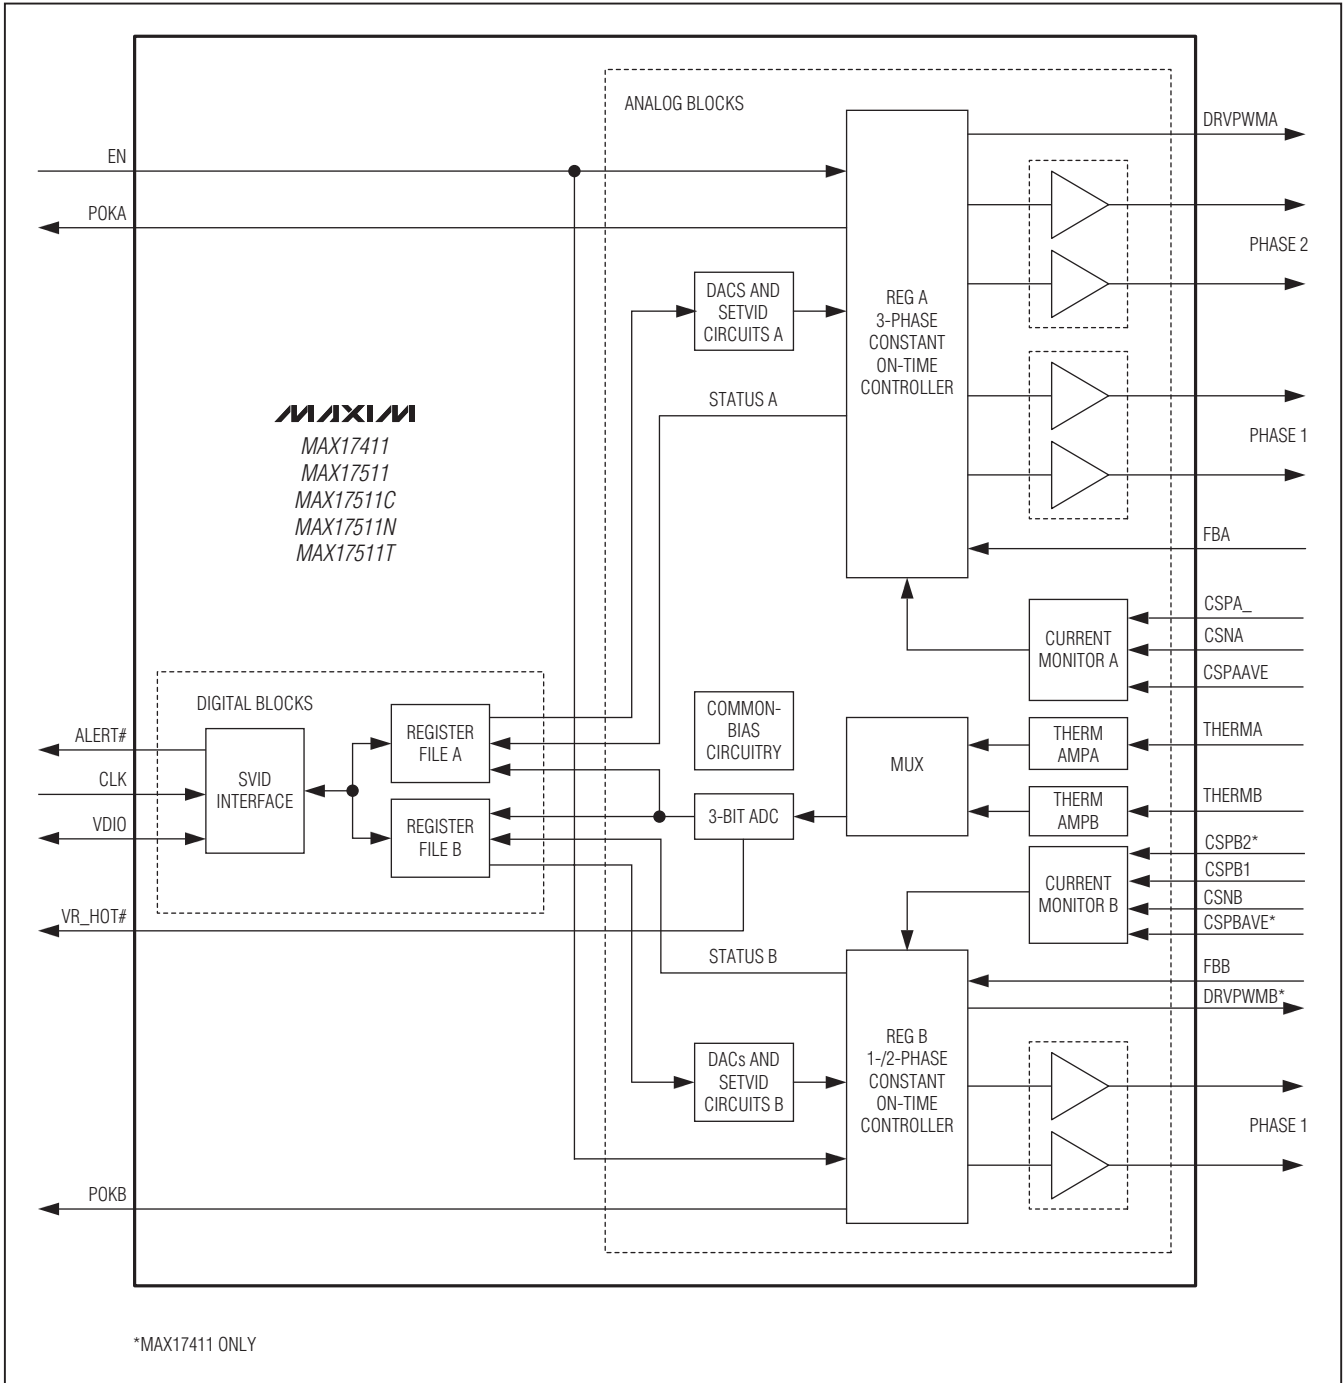 ANALOG BLOCKS
DRVPWMA
EN
POKA
PHASE 2
DACS AND
SETVID
CIRCUITS A
REG A
3-PHASE
CONSTANT
ON-TIME
CONTROLLER
STATUS A
PHASE 1
MAXIM
MAX17411
MAX17511
MAX17511C
MAX17511N
MAX17511T
FBA
CSPA_
CSNA
CSPAAVE
CURRENT
MONITOR A
DIGITAL BLOCKS
ALERT#
CLK
VDIO
SVID
INTERFACE
REGISTER
FILE A
REGISTER
FILE B
COMMON-
BIAS
CIRCUITRY
3-BIT ADC
MUX
THERM
AMPA
THERMA
THERM
AMPB
THERMB
CSPB2*
CSPB1
CSNB
CSPBAVE*
CURRENT
MONITOR B
VR_HOT#
STATUS B
FBB
DRVPWMB*
DACs AND
SETVID
CIRCUITS B
REG B
1-/2-PHASE
CONSTANT
ON-TIME
CONTROLLER
PHASE 1
POKB
*MAX17411 ONLY